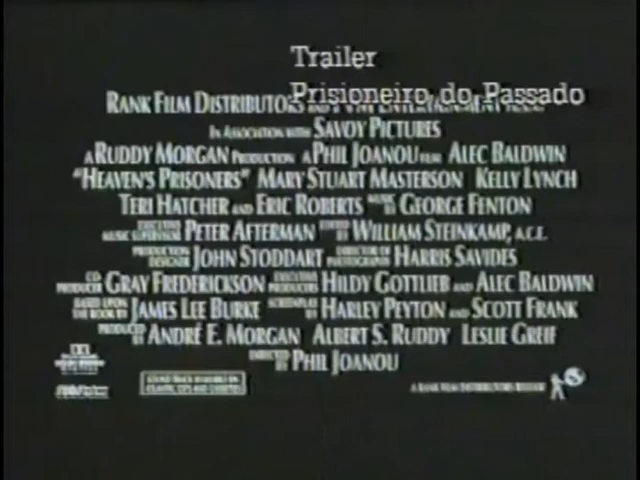 Trailer
Prisioneiro do Passado
RANK FILM DISTRIBUTORS
IN ASSOCIATION WITH SAVOY PICTURES
A RUDDY MORGAN PRODUCTION A PHIL JOANOU FILM ALEC BALDWIN
"HEAVEN'S PRISONERS" MARY STUART MASTERSON KELLY LYNCH
TERI HATCHER AND ERIC ROBERTS MUSIC BY GEORGE FENTON
EXECUTIVE MUSIC SUPERVISOR PETER AFTERMAN EDITED BY WILLIAM STEINKAMP, A.C.E.
PRODUCTION DESIGNER JOHN STODDART DIRECTOR OF PHOTOGRAPHY HARRIS SAVIDES
CO-PRODUCER GRAY FREDERICKSON EXECUTIVE PRODUCERS HILDY GOTTLIEB AND ALEC BALDWIN
BASED UPON THE BOOK BY JAMES LEE BURKE SCREENPLAY BY HARLEY PEYTON AND SCOTT FRANK
PRODUCED BY ANDRÉ E. MORGAN ALBERT S. RUDDY LESLIE GREIF
DIRECTED BY PHIL JOANOU
A RANK FILM DISTRIBUTORS RELEASE